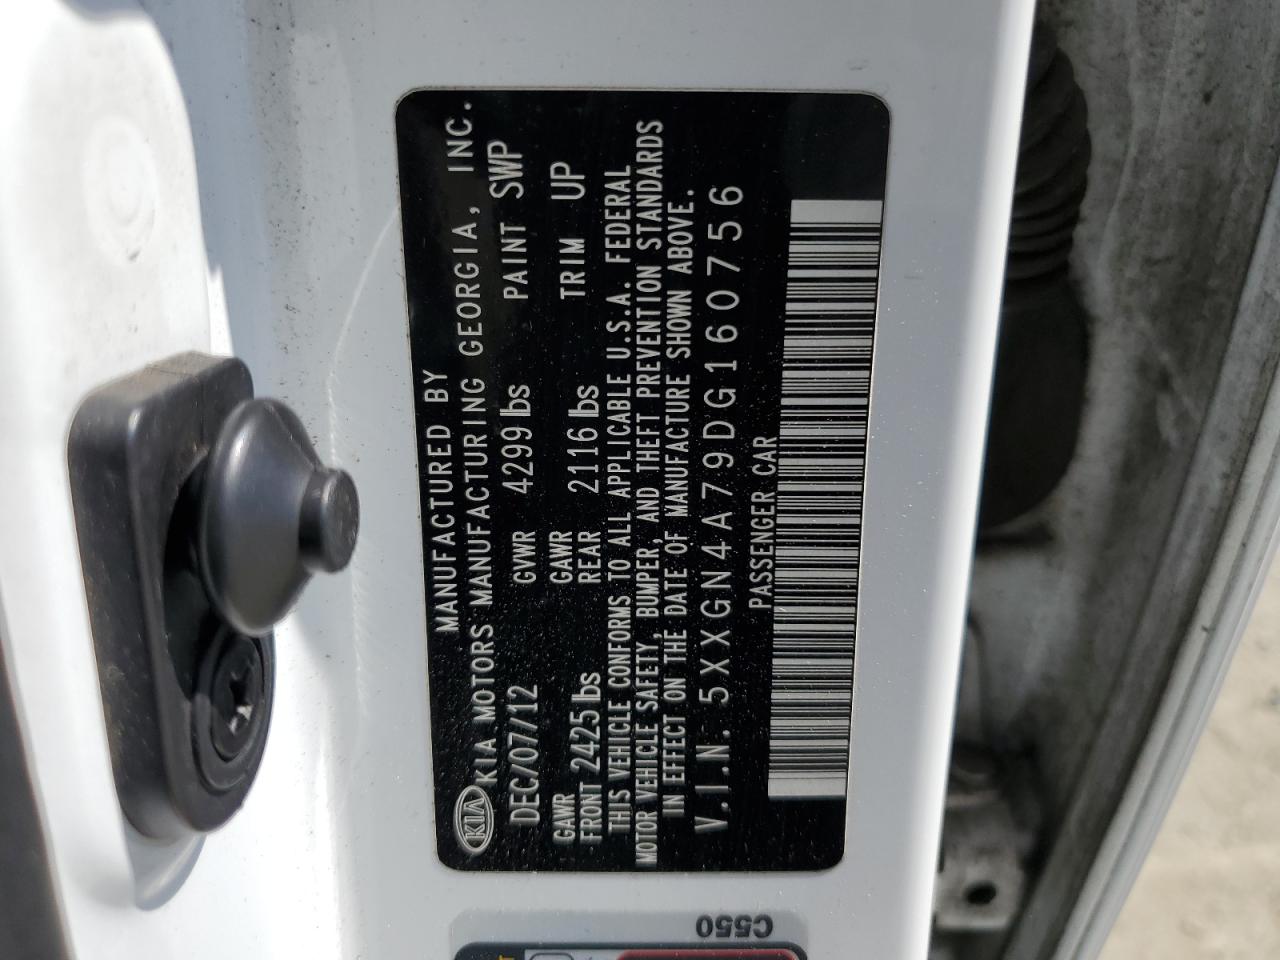 MANUFACTURED BY
KIA KIA MOTORS MANUFACTURING GEORGIA, INC.
DEC/07/12 GVWR 4299 lbs PAINT SWP
GAWR FRONT 2425 lbs GAWR REAR 2116 lbs TRIM UP
THIS VEHICLE CONFORMS TO ALL APPLICABLE U.S.A. FEDERAL
MOTOR VEHICLE SAFETY, BUMPER, AND THEFT PREVENTION STANDARDS
IN EFFECT ON THE DATE OF MANUFACTURE SHOWN ABOVE.
V.I.N. 5XXGN4A79DG160756
PASSENGER CAR
C550